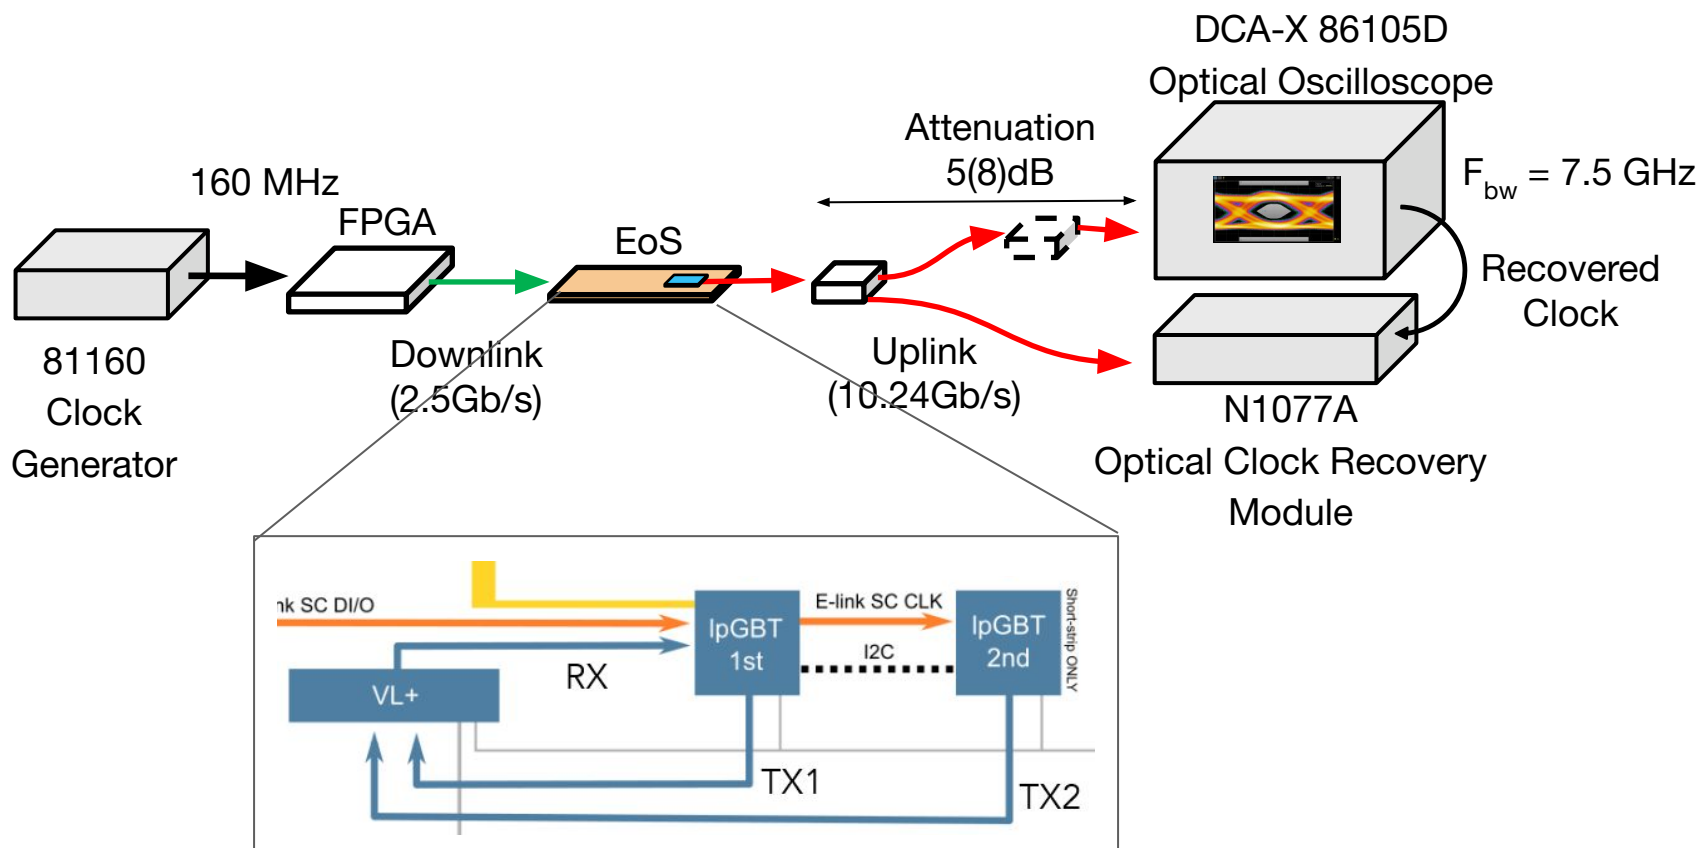 DCA-X 86105D
Optical Oscilloscope
Attenuation
5(8)dB
160 MHz
F_bw = 7.5 GHz
FPGA
EoS
Recovered
Clock
81160
Clock
Generator
Downlink
(2.5Gb/s)
Uplink
(10.24Gb/s)
N1077A
Optical Clock Recovery
Module
nk SC DI/O
E-link SC CLK
lpGBT
1st
lpGBT
2nd
Short-strip ONLY
I2C
RX
VL+
TX1
TX2